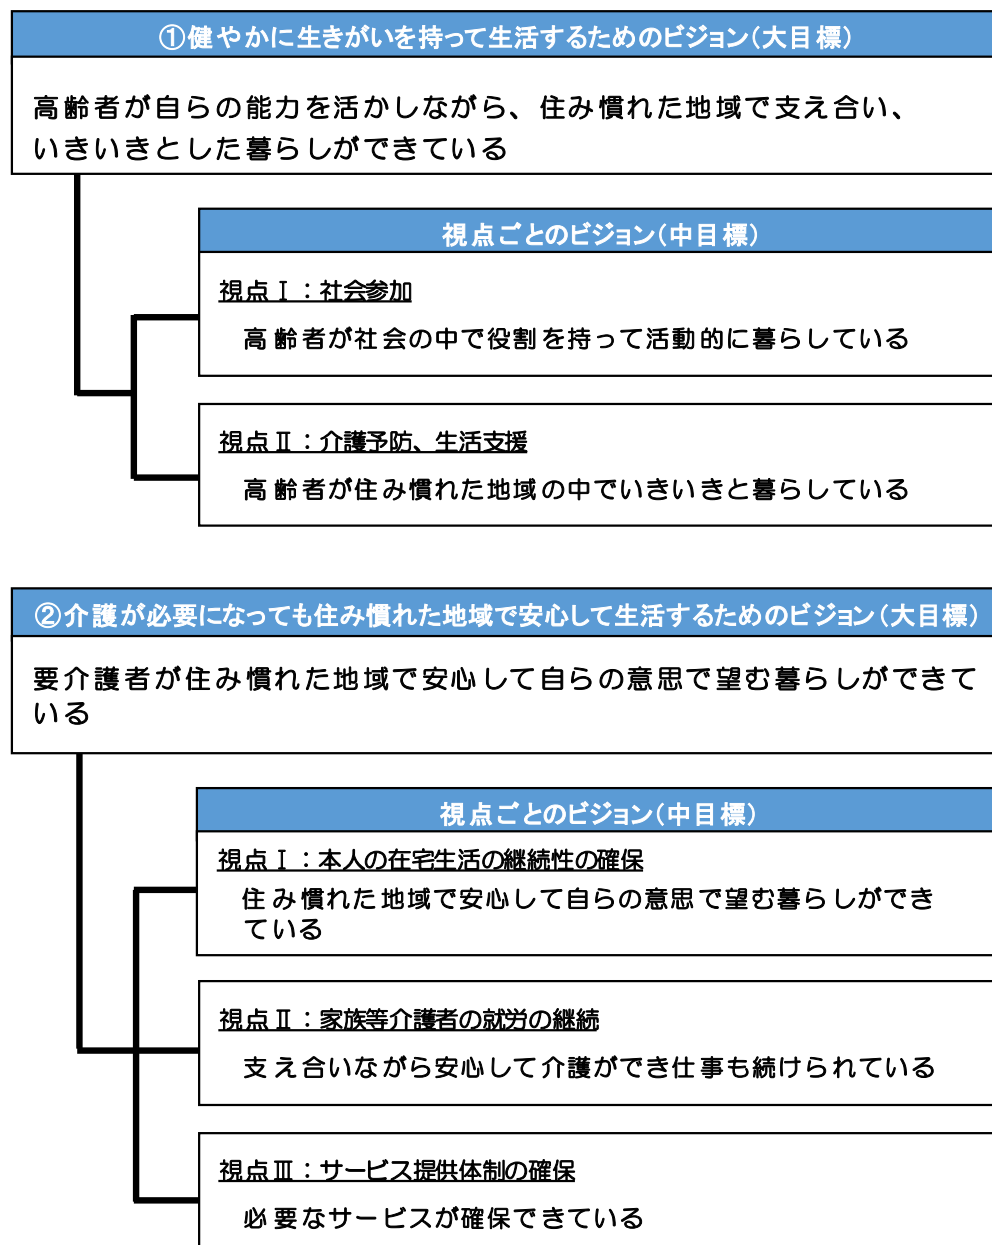 ①健やかに生きがいを持って生活するためのビジョン（大目標）
高齢者が自らの能力を活かしながら、住み慣れた地域で支え合い、
いきいきとした暮らしができている
視点ごとのビジョン（中目標）
視点Ⅰ：社会参加
高齢者が社会の中で役割を持って活動的に暮らしている
視点Ⅱ：介護予防、生活支援
高齢者が住み慣れた地域の中でいきいきと暮らしている
②介護が必要になっても住み慣れた地域で安心して生活するためのビジョン（大目標）
要介護者が住み慣れた地域で安心して自らの意思で望む暮らしができて
いる
視点ごとのビジョン（中目標）
視点Ⅰ：本人の在宅生活の継続性の確保
住み慣れた地域で安心して自らの意思で望む暮らしができ
ている
視点Ⅱ：家族等介護者の就労の継続
支え合いながら安心して介護ができ仕事も続けられている
視点Ⅲ：サービス提供体制の確保
必要なサービスが確保できている